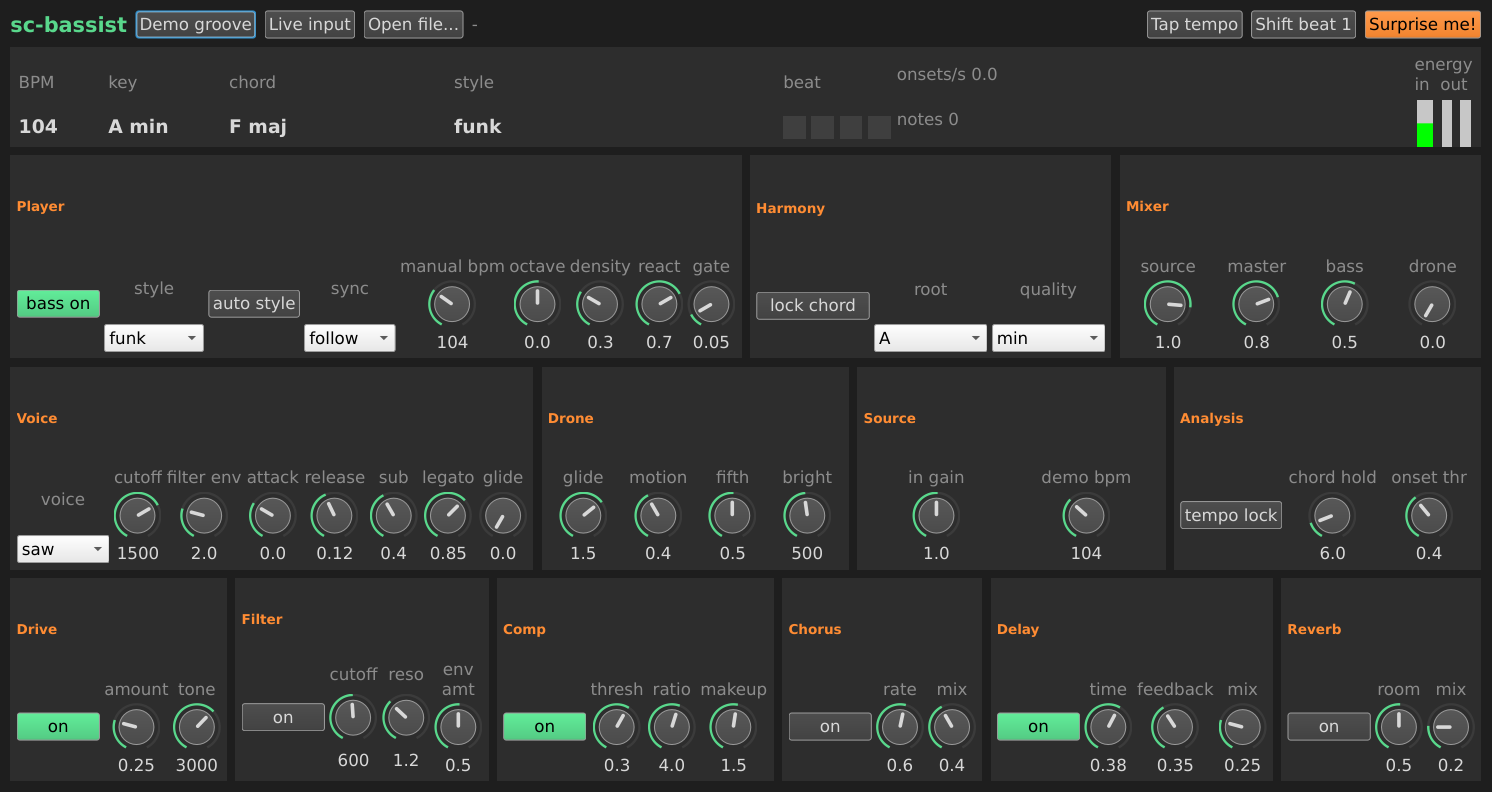 sc-bassist Demo groove Live input Open file... - Tap tempo Shift beat 1 Surprise me!
BPM key chord style beat onsets/s 0.0 energy
in out
104 A min F maj funk notes 0
Player Harmony Mixer
manual bpm octave density react gate source master bass drone
style sync root quality
bass on auto style lock chord
funk follow A min
104 0.0 0.3 0.7 0.05 1.0 0.8 0.5 0.0
Voice Drone Source Analysis
cutoff filter env attack release sub legato glide glide motion fifth bright in gain demo bpm chord hold onset thr
voice
tempo lock
saw 1500 2.0 0.0 0.12 0.4 0.85 0.0 1.5 0.4 0.5 500 1.0 104 6.0 0.4
Drive Filter Comp Chorus Delay Reverb
amount tone cutoff reso env amt thresh ratio makeup rate mix time feedback mix room mix
on on on on on on
0.25 3000 600 1.2 0.5 0.3 4.0 1.5 0.6 0.4 0.38 0.35 0.25 0.5 0.2